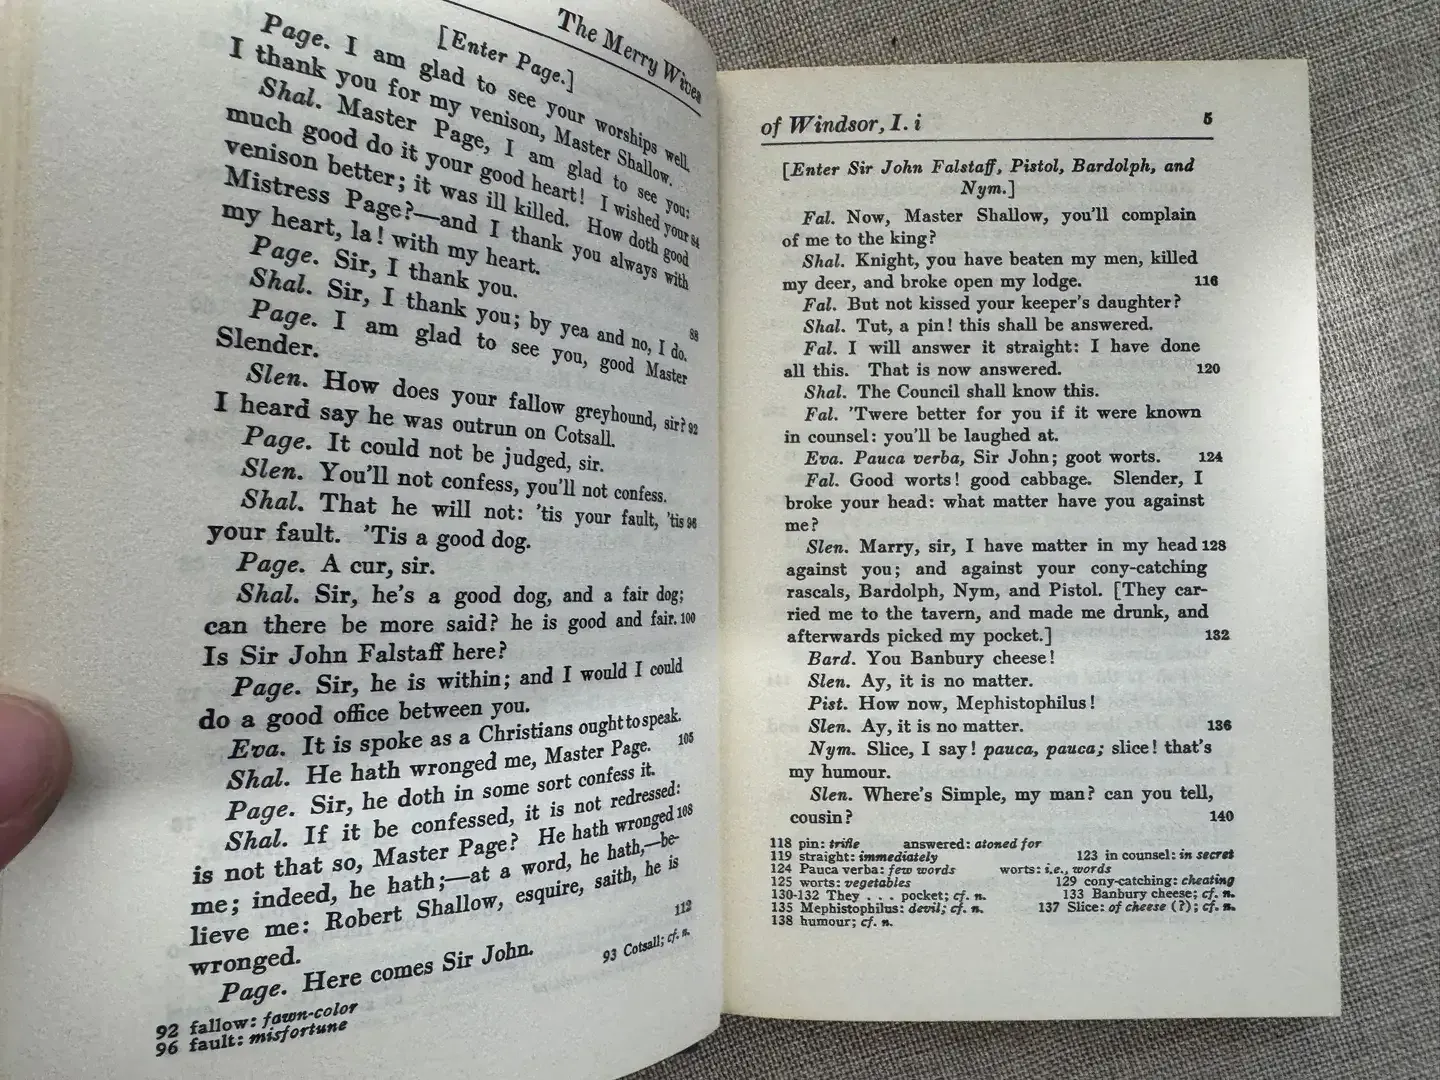 The Merry Wives
[Enter Page.]
Page. I am glad to see your worships well.
I thank you for my venison, Master Shallow.
Shal. Master Page, I am glad to see you:
much good do it your good heart! I wished your 84
venison better; it was ill killed. How doth good
Mistress Page?—and I thank you always with
my heart, la! with my heart.
Page. Sir, I thank you. 88
Shal. Sir, I thank you; by yea and no, I do.
Page. I am glad to see you, good Master
Slender.
Slen. How does your fallow greyhound, sir? 92
I heard say he was outrun on Cotsall.
Page. It could not be judged, sir.
Slen. You'll not confess, you'll not confess.
Shal. That he will not: 'tis your fault, 'tis 96
your fault. 'Tis a good dog.
Page. A cur, sir.
Shal. Sir, he's a good dog, and a fair dog;
can there be more said? he is good and fair. 100
Is Sir John Falstaff here?
Page. Sir, he is within; and I would I could
do a good office between you.
Eva. It is spoke as a Christians ought to speak.
Shal. He hath wronged me, Master Page. 105
Page. Sir, he doth in some sort confess it.
Shal. If it be confessed, it is not redressed:
is not that so, Master Page? He hath wronged 108
me; indeed, he hath;—at a word, he hath,—be-
lieve me: Robert Shallow, esquire, saith, he is
wronged.
Page. Here comes Sir John. 112
92 fallow: fawn-color 93 Cotsall; cf. n.
96 fault: misfortune
of Windsor, I. i 5
[Enter Sir John Falstaff, Pistol, Bardolph, and
Nym.]
Fal. Now, Master Shallow, you'll complain
of me to the king?
Shal. Knight, you have beaten my men, killed
my deer, and broke open my lodge. 116
Fal. But not kissed your keeper's daughter?
Shal. Tut, a pin! this shall be answered.
Fal. I will answer it straight: I have done
all this. That is now answered. 120
Shal. The Council shall know this.
Fal. 'Twere better for you if it were known
in counsel: you'll be laughed at.
Eva. Pauca verba, Sir John; goot worts. 124
Fal. Good worts! good cabbage. Slender, I
broke your head: what matter have you against
me?
Slen. Marry, sir, I have matter in my head 128
against you; and against your cony-catching
rascals, Bardolph, Nym, and Pistol. [They car-
ried me to the tavern, and made me drunk, and
afterwards picked my pocket.] 132
Bard. You Banbury cheese!
Slen. Ay, it is no matter.
Pist. How now, Mephistophilus!
Slen. Ay, it is no matter. 136
Nym. Slice, I say! pauca, pauca; slice! that's
my humour.
Slen. Where's Simple, my man? can you tell,
cousin? 140
118 pin: trifle answered: atoned for
119 straight: immediately 123 in counsel: in secret
124 Pauca verba: few words worts: i.e., words
125 worts: vegetables 129 cony-catching: cheating
130-132 They . . . pocket; cf. n. 133 Banbury cheese; cf. n.
135 Mephistophilus: devil; cf. n. 137 Slice: of cheese (?); cf. n.
138 humour; cf. n.